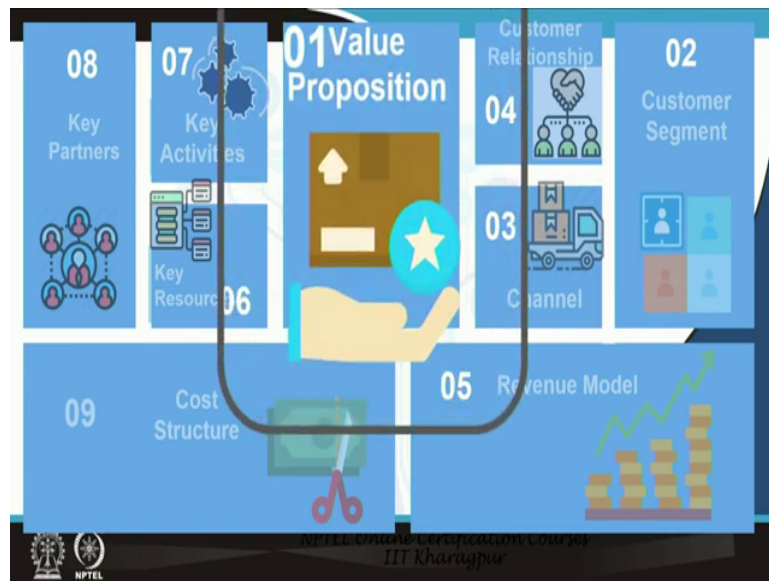 08
Key
Partners
07
Key
Activities
Key
Resource
06
01 Value
Proposition
Customer
Relationship
04
03
Channel
02
Customer
Segment
09
Cost
Structure
05 Revenue Model
NPTEL Online Certification Courses
IIT Kharagpur
NPTEL